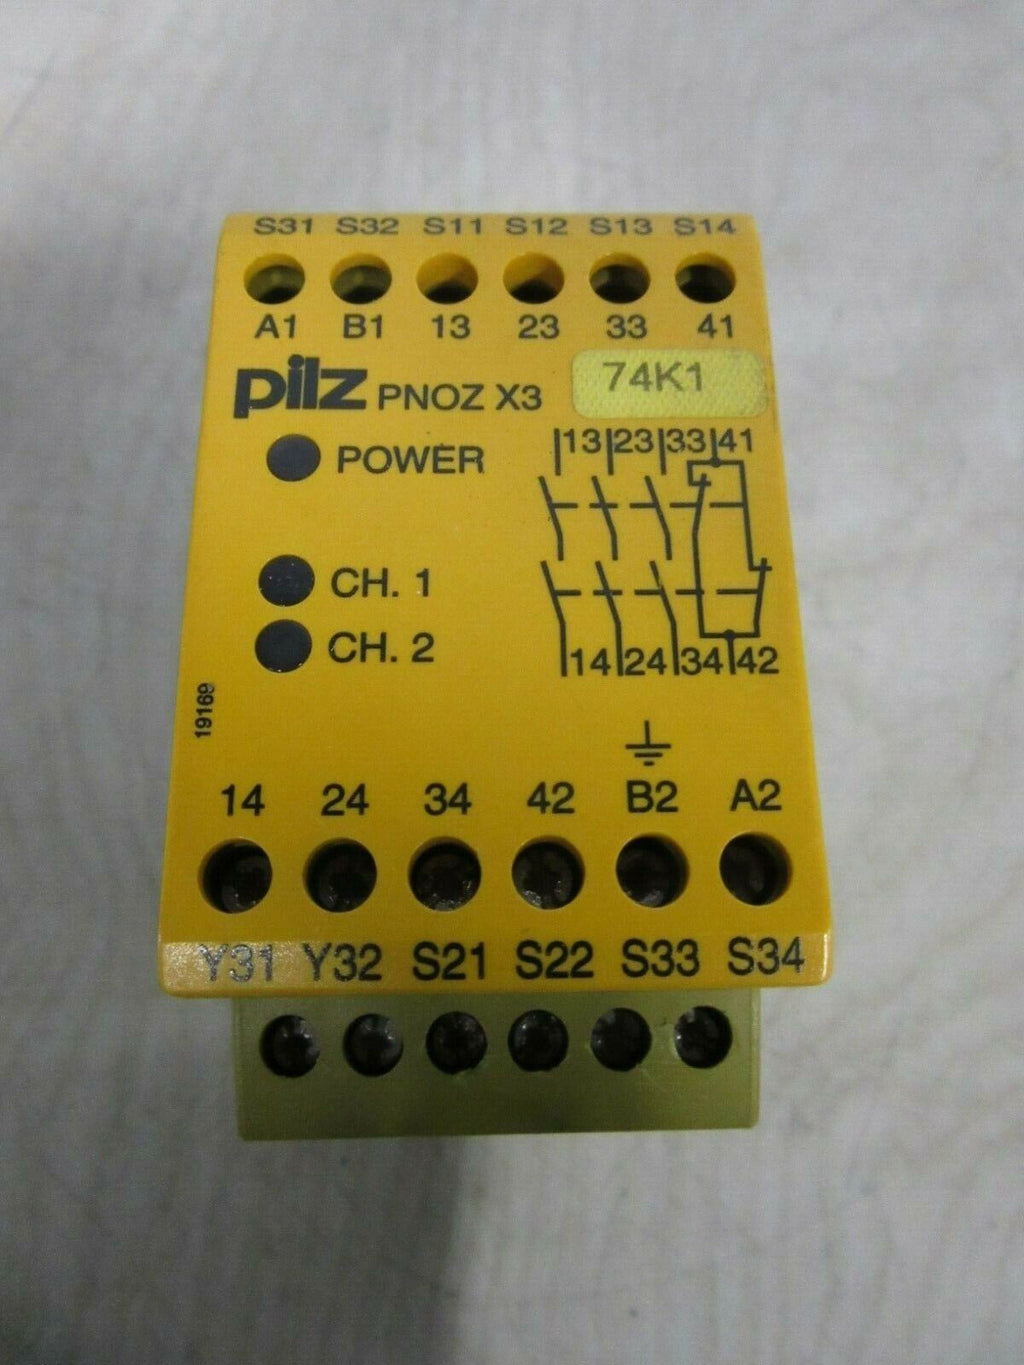 S31 S32 S11 S12 S13 S14
A1 B1 13 23 33 41
pilz PNOZ X3 74K1
13 23 33 41
POWER
CH. 1
CH. 2
14 24 34 42
19169
14 24 34 42 B2 A2
Y31 Y32 S21 S22 S33 S34